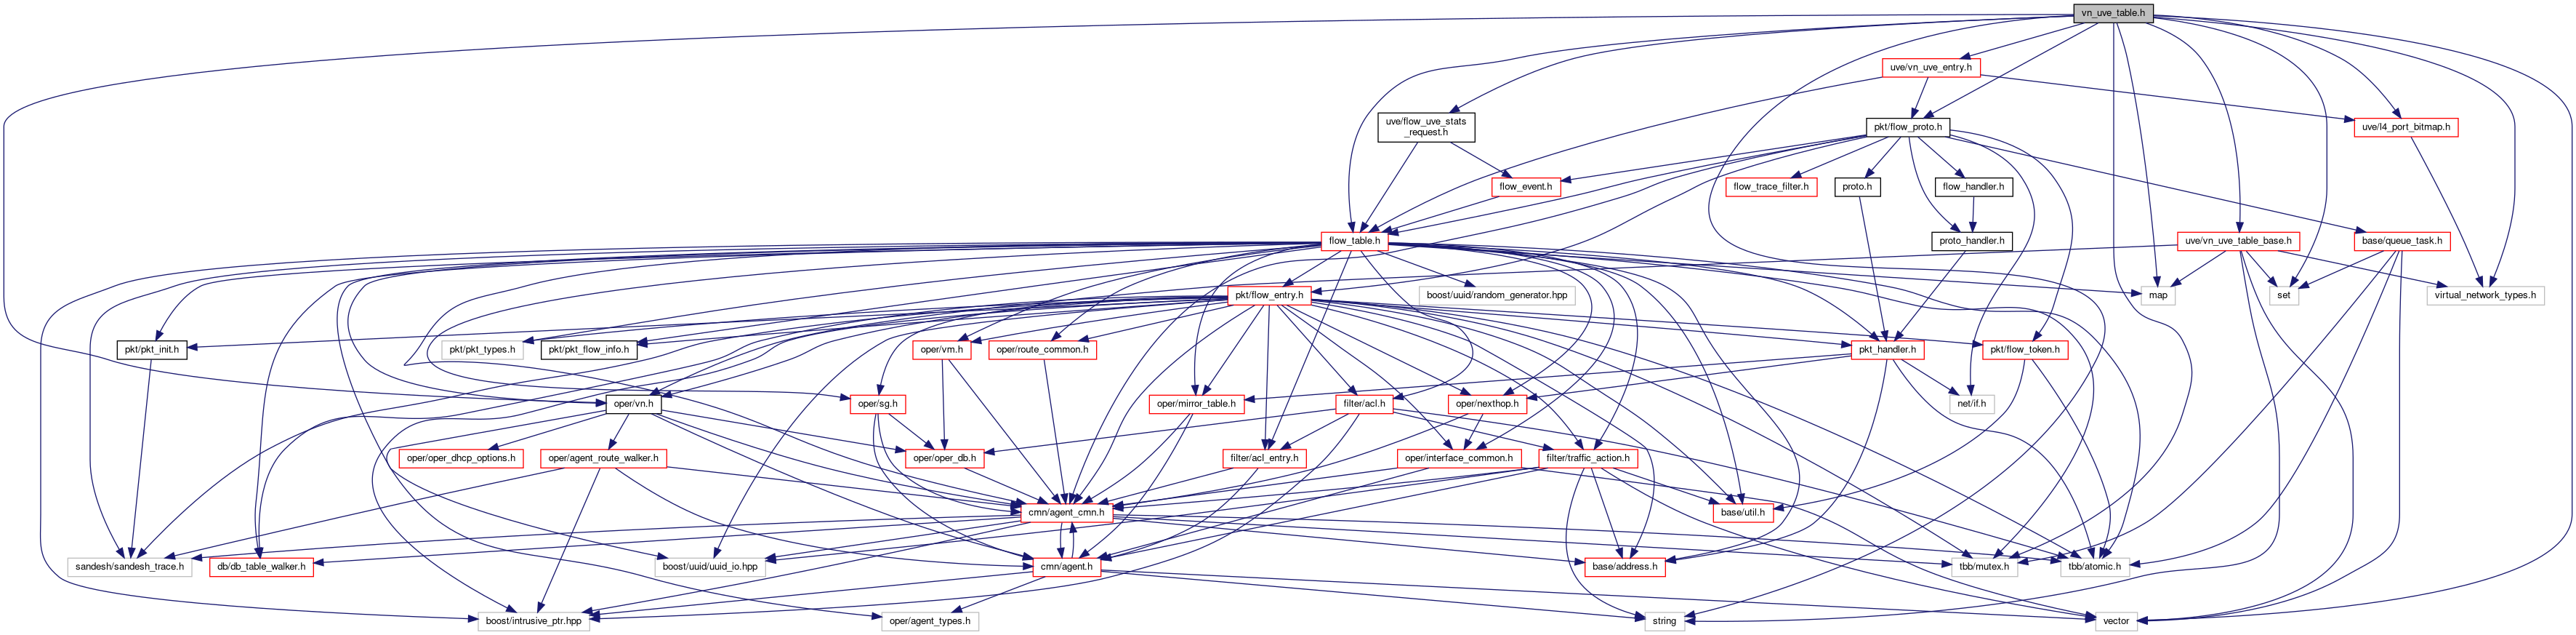 vn_uve_table.h
uve/vn_uve_entry.h
uve/flow_uve_stats
_request.h
pkt/flow_proto.h
uve/l4_port_bitmap.h
flow_event.h
flow_trace_filter.h
proto.h
flow_handler.h
flow_table.h
proto_handler.h
uve/vn_uve_table_base.h
base/queue_task.h
pkt/flow_entry.h
boost/uuid/random_generator.hpp
map
set
virtual_network_types.h
pkt/pkt_init.h
pkt/pkt_types.h
pkt/pkt_flow_info.h
oper/vm.h
oper/route_common.h
pkt_handler.h
pkt/flow_token.h
oper/vn.h
oper/sg.h
oper/mirror_table.h
filter/acl.h
oper/nexthop.h
net/if.h
oper/oper_dhcp_options.h
oper/agent_route_walker.h
oper/oper_db.h
filter/acl_entry.h
oper/interface_common.h
filter/traffic_action.h
cmn/agent_cmn.h
base/util.h
sandesh/sandesh_trace.h
db/db_table_walker.h
boost/uuid/uuid_io.hpp
cmn/agent.h
base/address.h
tbb/mutex.h
tbb/atomic.h
boost/intrusive_ptr.hpp
oper/agent_types.h
string
vector